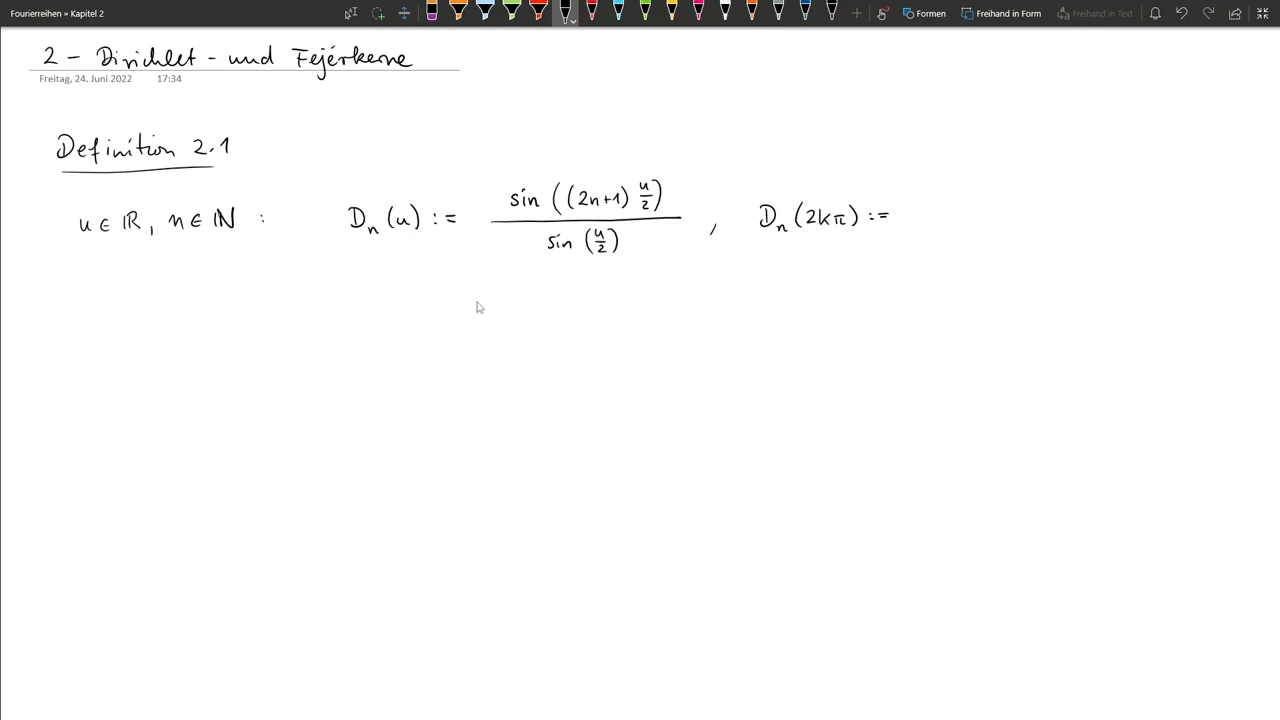 Fourierreihen » Kapitel 2
Formen
Freihand in Form
Freihand in Text
2 – Dirichlet - und Fejérkerne
Freitag, 24. Juni 2022 17:34
Definition 2.1
u ∈ ℝ, n ∈ ℕ : D_n(u) := sin((2n+1) u/2) / sin(u/2) , D_n(2kπ) :=